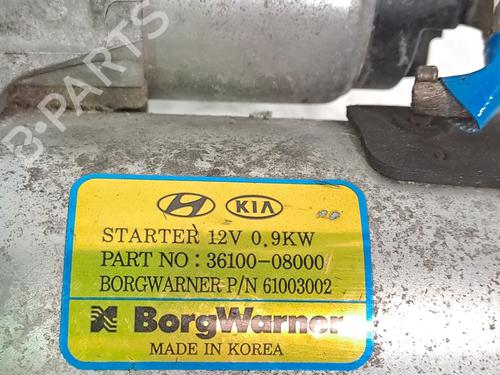 B-PARTS
KIA
STARTER 12V 0.9KW
PART NO : 36100-08000
BORGWARNER P/N 61003002
BorgWarner
MADE IN KOREA